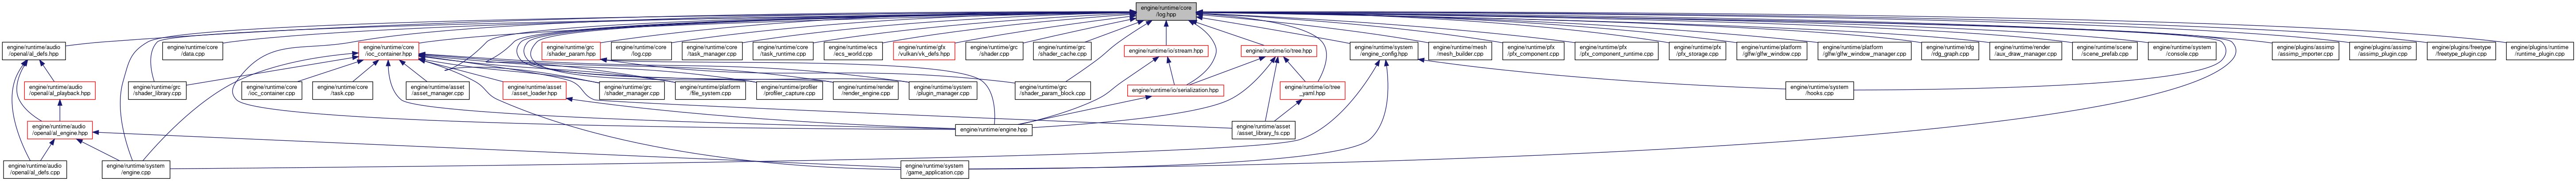 engine/runtime/core
/log.hpp
engine/runtime/audio
/openal/al_defs.hpp
engine/runtime/core
/data.cpp
engine/runtime/core
/ioc_container.hpp
engine/runtime/grc
/shader_param.hpp
engine/runtime/core
/log.cpp
engine/runtime/core
/task_manager.cpp
engine/runtime/core
/task_runtime.cpp
engine/runtime/ecs
/ecs_world.cpp
engine/runtime/gfx
/vulkan/vk_defs.hpp
engine/runtime/grc
/shader.cpp
engine/runtime/grc
/shader_cache.cpp
engine/runtime/io/stream.hpp
engine/runtime/io/tree.hpp
engine/runtime/system
/engine_config.hpp
engine/runtime/mesh
/mesh_builder.cpp
engine/runtime/pfx
/pfx_component.cpp
engine/runtime/pfx
/pfx_component_runtime.cpp
engine/runtime/pfx
/pfx_storage.cpp
engine/runtime/platform
/glfw/glfw_window.cpp
engine/runtime/platform
/glfw/glfw_window_manager.cpp
engine/runtime/rdg
/rdg_graph.cpp
engine/runtime/render
/aux_draw_manager.cpp
engine/runtime/scene
/scene_prefab.cpp
engine/runtime/system
/console.cpp
engine/plugins/assimp
/assimp_importer.cpp
engine/plugins/assimp
/assimp_plugin.cpp
engine/plugins/freetype
/freetype_plugin.cpp
engine/plugins/runtime
/runtime_plugin.cpp
engine/runtime/audio
/openal/al_playback.hpp
engine/runtime/grc
/shader_library.cpp
engine/runtime/core
/ioc_container.cpp
engine/runtime/core
/task.cpp
engine/runtime/asset
/asset_manager.cpp
engine/runtime/asset
/asset_loader.hpp
engine/runtime/grc
/shader_manager.cpp
engine/runtime/platform
/file_system.cpp
engine/runtime/profiler
/profiler_capture.cpp
engine/runtime/render
/render_engine.cpp
engine/runtime/system
/plugin_manager.cpp
engine/runtime/grc
/shader_param_block.cpp
engine/runtime/io/serialization.hpp
engine/runtime/io/tree
_yaml.hpp
engine/runtime/system
/hooks.cpp
engine/runtime/audio
/openal/al_engine.hpp
engine/runtime/engine.hpp
engine/runtime/asset
/asset_library_fs.cpp
engine/runtime/audio
/openal/al_defs.cpp
engine/runtime/system
/engine.cpp
engine/runtime/system
/game_application.cpp